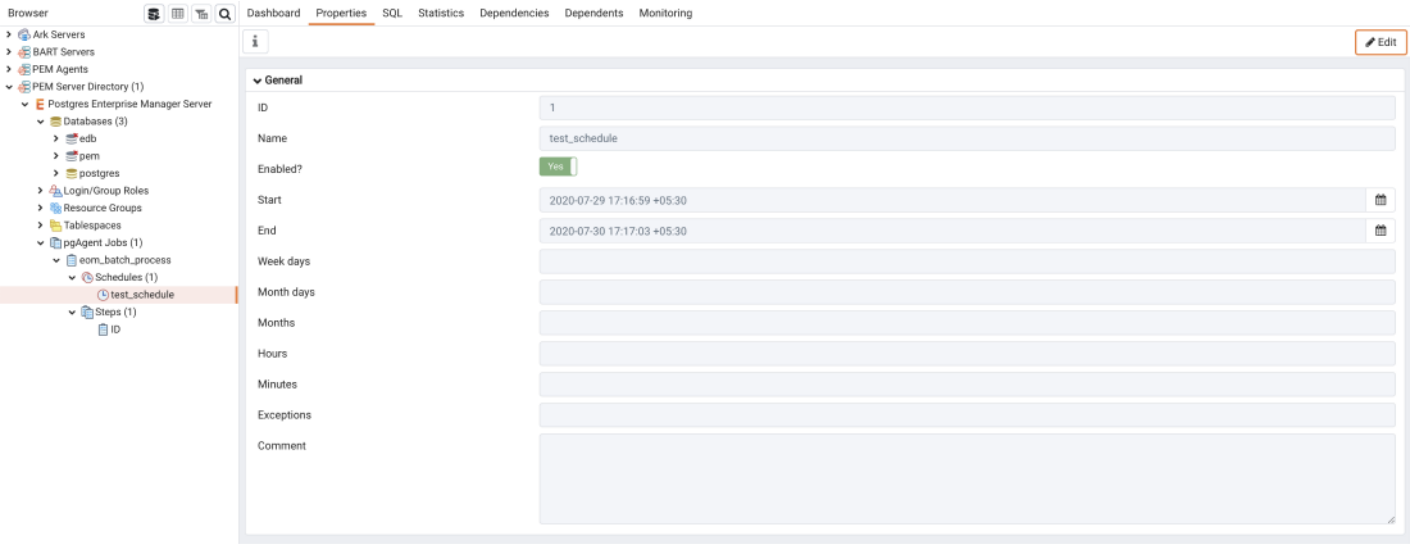 Browser
Dashboard Properties SQL Statistics Dependencies Dependents Monitoring
Ark Servers
BART Servers
PEM Agents
PEM Server Directory (1)
Postgres Enterprise Manager Server
Databases (3)
edb
pem
postgres
Login/Group Roles
Resource Groups
Tablespaces
pgAgent Jobs (1)
eom_batch_process
Schedules (1)
test_schedule
Steps (1)
ID
i
Edit
General
ID 1
Name test_schedule
Enabled? Yes
Start 2020-07-29 17:16:59 +05:30
End 2020-07-30 17:17:03 +05:30
Week days
Month days
Months
Hours
Minutes
Exceptions
Comment